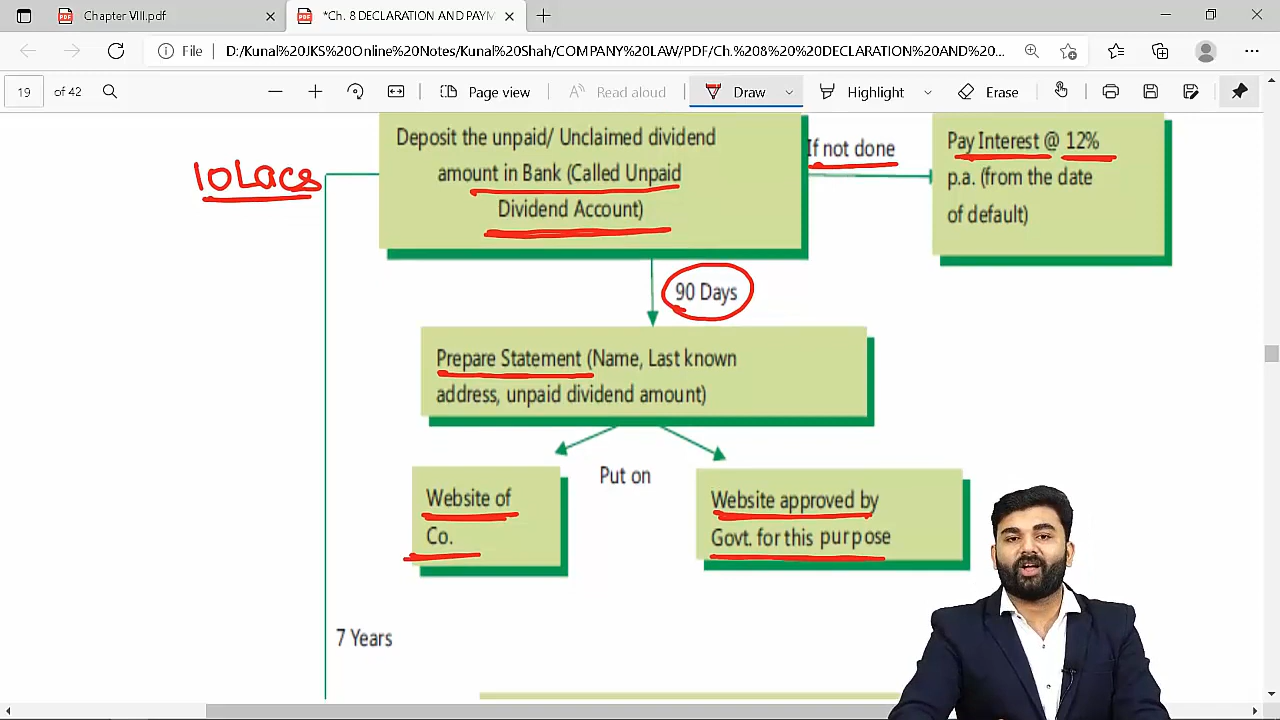 Chapter VIII.pdf
*Ch. 8 DECLARATION AND PAYM
File
D:/Kunal%20JKS%20Online%20Notes/Kunal%20Shah/COMPANY%20LAW/PDF/Ch.%208%20%20DECLARATION%20AND%20...
19 of 42
Page view
Read aloud
Draw
Highlight
Erase
Deposit the unpaid/ Unclaimed dividend
amount in Bank (Called Unpaid
Dividend Account)
10Lacs
If not done
Pay Interest @ 12%
p.a. (from the date
of default)
90 Days
Prepare Statement (Name, Last known
address, unpaid dividend amount)
Put on
Website of
Co.
Website approved by
Govt. for this purpose
7 Years